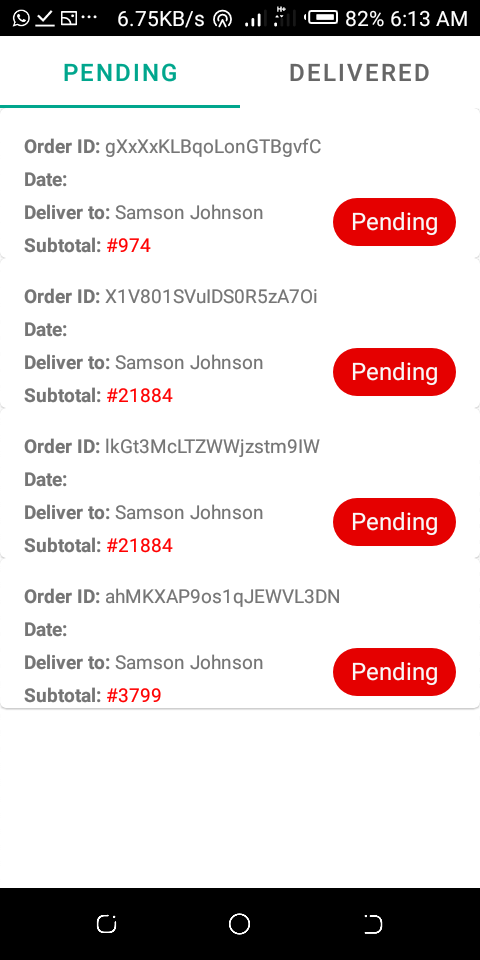 6.75KB/s H+ 82% 6:13 AM
PENDING DELIVERED
Order ID: gXxXxKLBqoLonGTBgvfC
Date:
Deliver to: Samson Johnson
Pending
Subtotal: #974
Order ID: X1V801SVuIDS0R5zA7Oi
Date:
Deliver to: Samson Johnson
Pending
Subtotal: #21884
Order ID: lkGt3McLTZWWjzstm9IW
Date:
Deliver to: Samson Johnson
Pending
Subtotal: #21884
Order ID: ahMKXAP9os1qJEWVL3DN
Date:
Deliver to: Samson Johnson
Pending
Subtotal: #3799